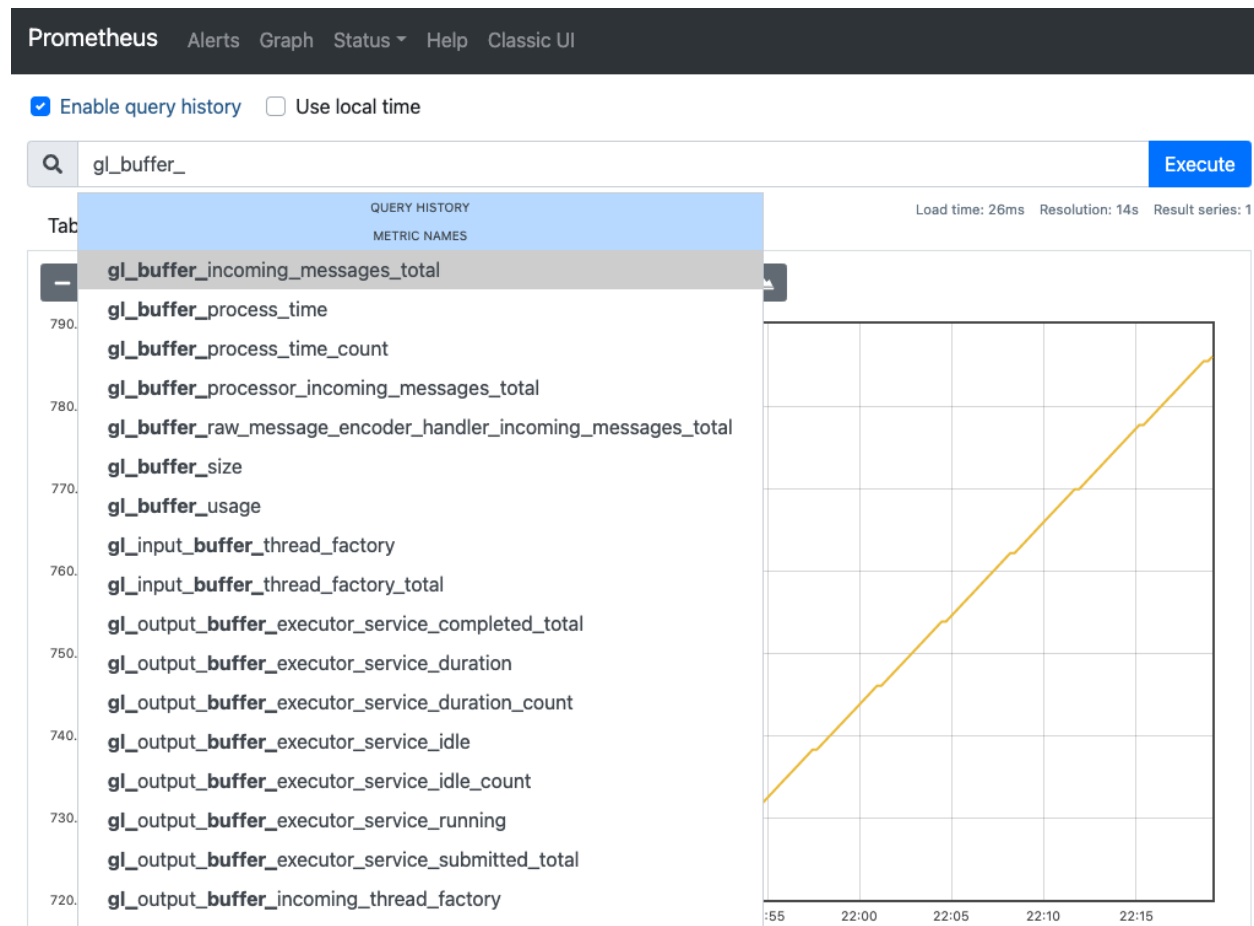 Prometheus Alerts Graph Status Help Classic UI
Enable query history Use local time
gl_buffer_ Execute
Load time: 26ms Resolution: 14s Result series: 1
Tab
QUERY HISTORY
METRIC NAMES
gl_buffer_incoming_messages_total
gl_buffer_process_time
gl_buffer_process_time_count
gl_buffer_processor_incoming_messages_total
gl_buffer_raw_message_encoder_handler_incoming_messages_total
gl_buffer_size
gl_buffer_usage
gl_input_buffer_thread_factory
gl_input_buffer_thread_factory_total
gl_output_buffer_executor_service_completed_total
gl_output_buffer_executor_service_duration
gl_output_buffer_executor_service_duration_count
gl_output_buffer_executor_service_idle
gl_output_buffer_executor_service_idle_count
gl_output_buffer_executor_service_running
gl_output_buffer_executor_service_submitted_total
gl_output_buffer_incoming_thread_factory
790.
780.
770.
760.
750.
740.
730.
720.
:55 22:00 22:05 22:10 22:15